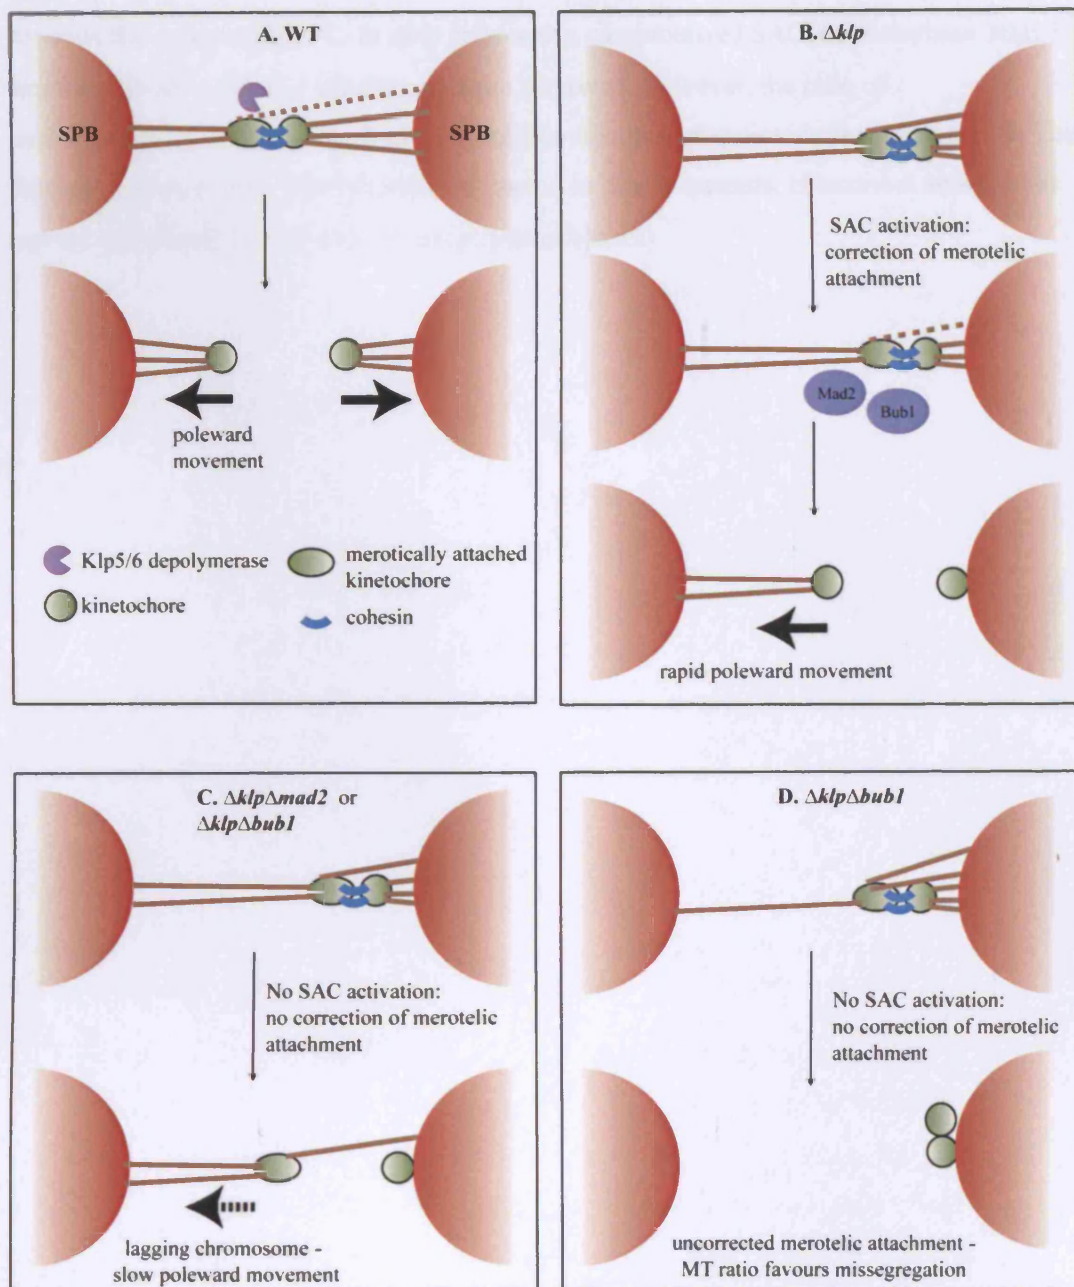 A. WT
SPB
SPB
poleward
movement
Klp5/6 depolymerase
kinetochore
merotically attached
kinetochore
cohesin
B. Δklp
SAC activation:
correction of merotelic
attachment
Mad2
Bub1
rapid poleward movement
C. ΔklpΔmad2 or
ΔklpΔbub1
No SAC activation:
no correction of merotelic
attachment
lagging chromosome -
slow poleward movement
D. ΔklpΔbub1
No SAC activation:
no correction of merotelic
attachment
uncorrected merotelic attachment -
MT ratio favours missegregation